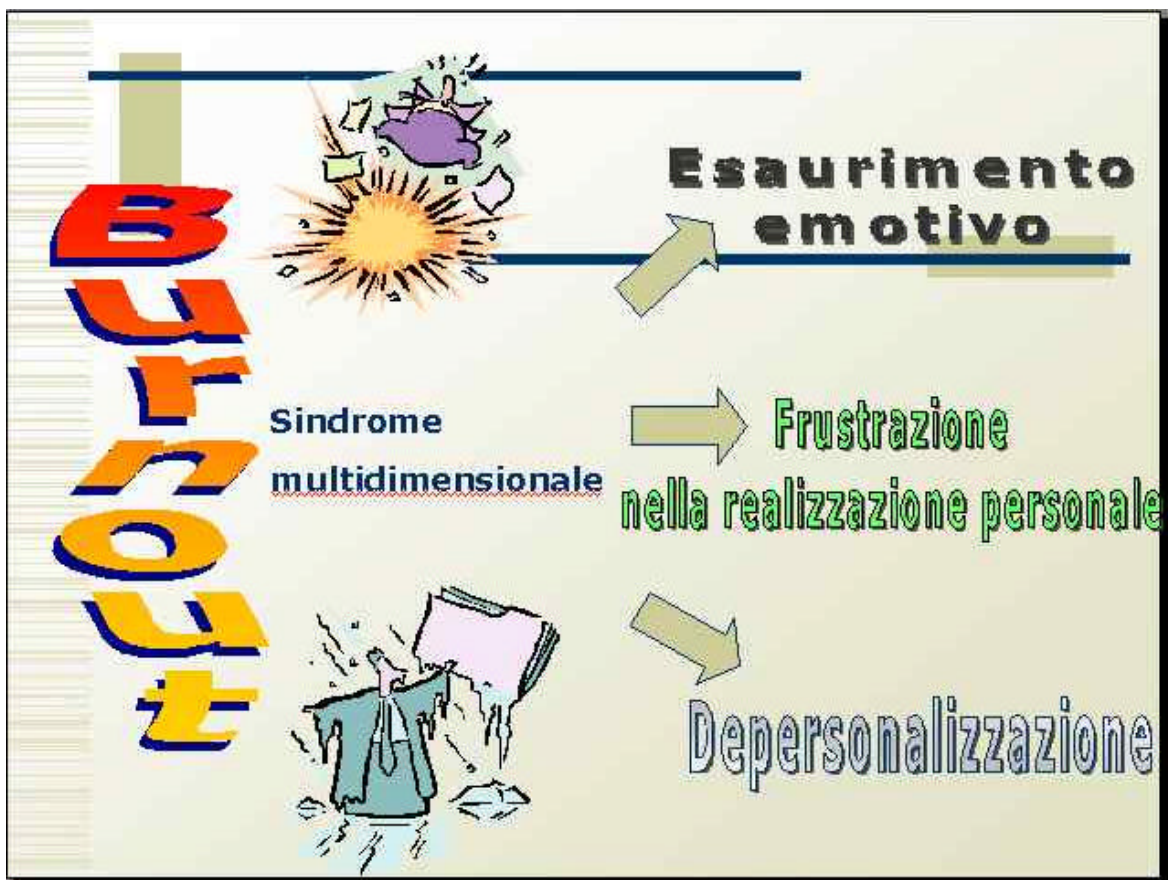 Burnout
Esaurimento
emotivo
Sindrome
multidimensionale
Frustrazione
nella realizzazione personale
Depersonalizzazione